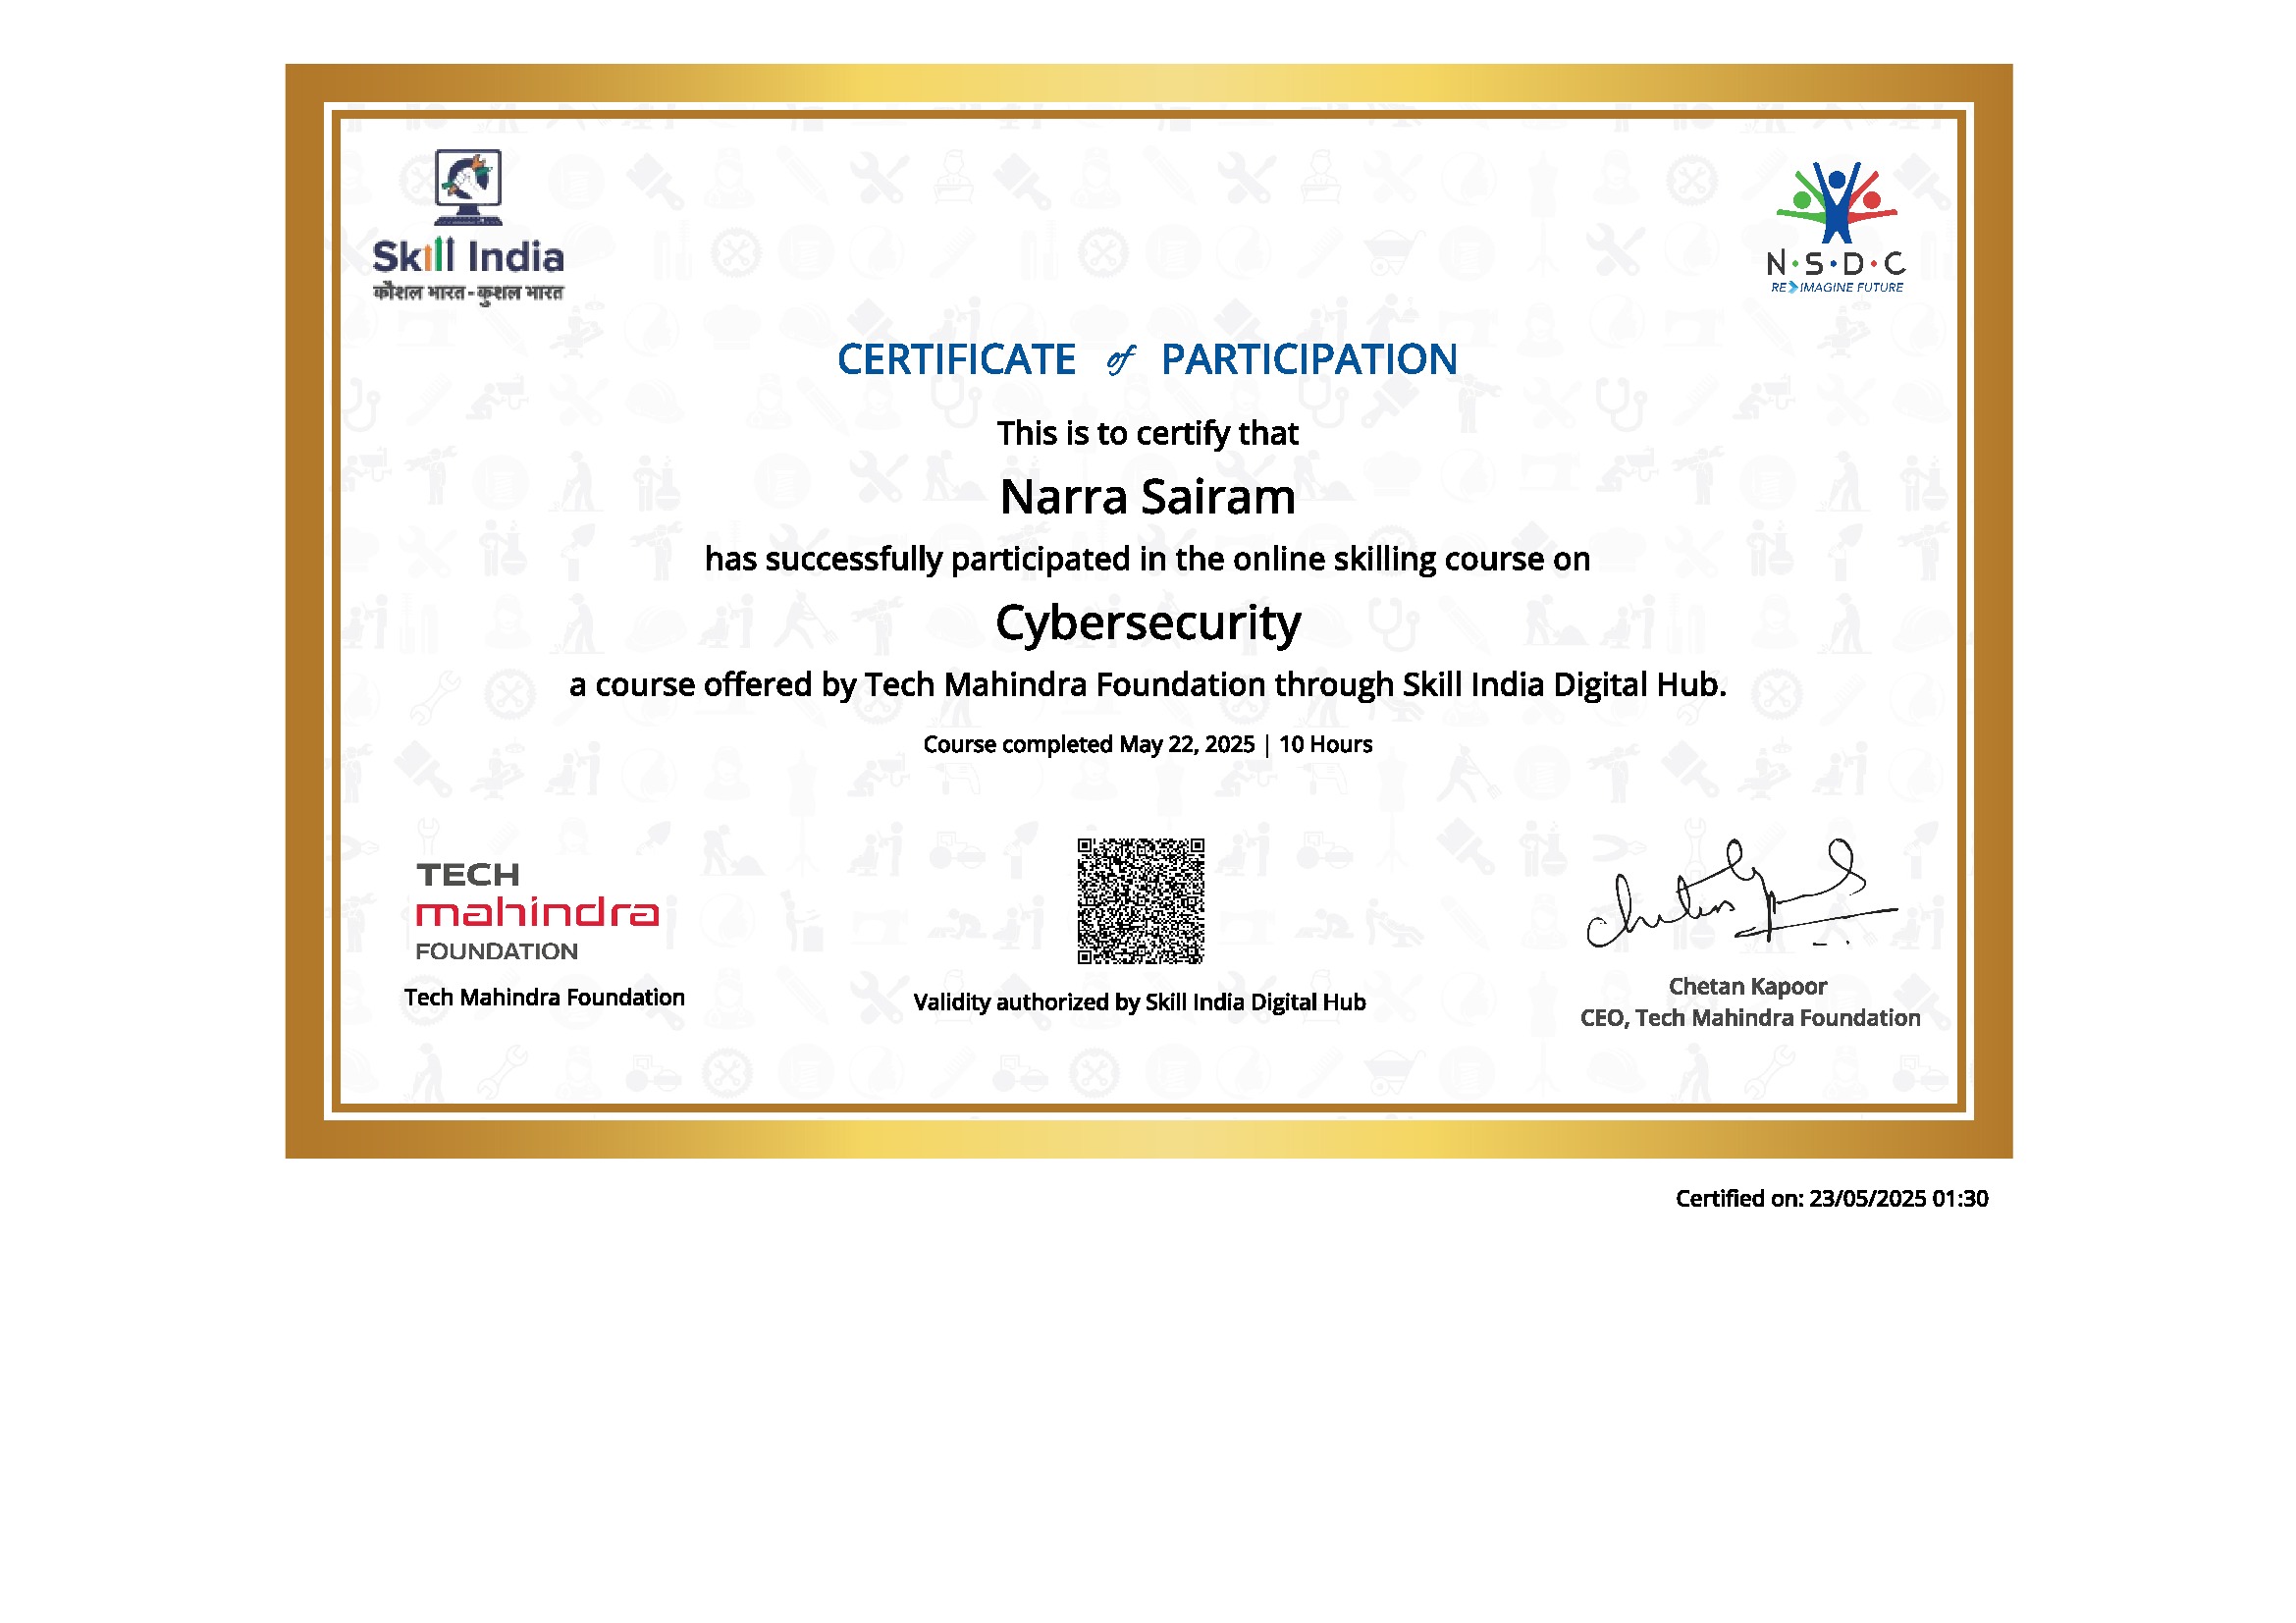 Skill India
कौशल भारत-कुशल भारत
N·S·D·C
RE IMAGINE FUTURE
CERTIFICATE of PARTICIPATION
This is to certify that
Narra Sairam
has successfully participated in the online skilling course on
Cybersecurity
a course offered by Tech Mahindra Foundation through Skill India Digital Hub.
Course completed May 22, 2025 | 10 Hours
TECH
mahindra
FOUNDATION
Tech Mahindra Foundation
Validity authorized by Skill India Digital Hub
Chetan Kapoor
CEO, Tech Mahindra Foundation
Certified on: 23/05/2025 01:30